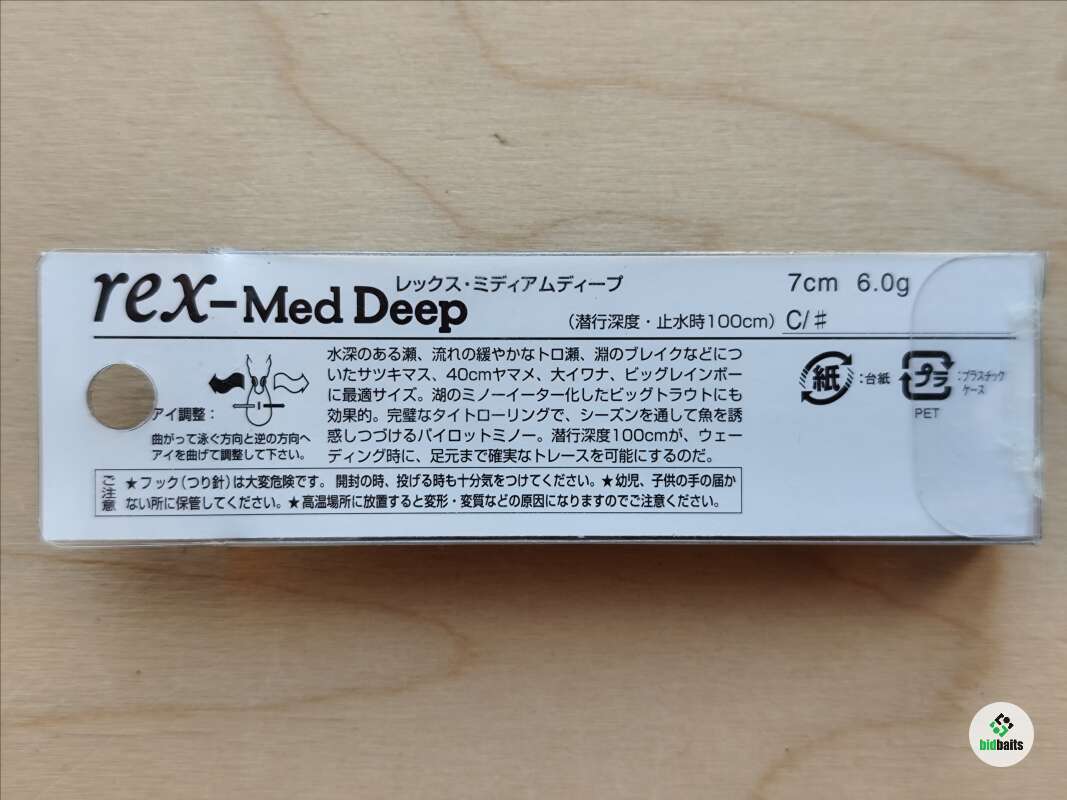 rex-Med Deep
レックス・ミディアムディープ
7cm 6.0g
(潜行深度・止水時100cm) C/#
水深のある瀬、流れの緩やかなトロ瀬、淵のブレイクなどにつ
いたサツキマス、40cmヤマメ、大イワナ、ビッグレインボー
に最適サイズ。湖のミノーイーター化したビッグトラウトにも
効果的。完璧なタイトローリングで、シーズンを通して魚を誘
惑しつづけるパイロットミノー。潜行深度100cmが、ウェー
ディング時に、足元まで確実なトレースを可能にするのだ。
アイ調整:
曲がって泳ぐ方向と逆の方向へ
アイを曲げて調整して下さい。
紙:台紙
プラ:プラスチック
ケース
PET
ご注意
★フック(つり針)は大変危険です。開封の時、投げる時も十分気をつけてください。★幼児、子供の手の届か
ない所に保管してください。★高温場所に放置すると変形・変質などの原因になりますのでご注意ください。
bidbaits